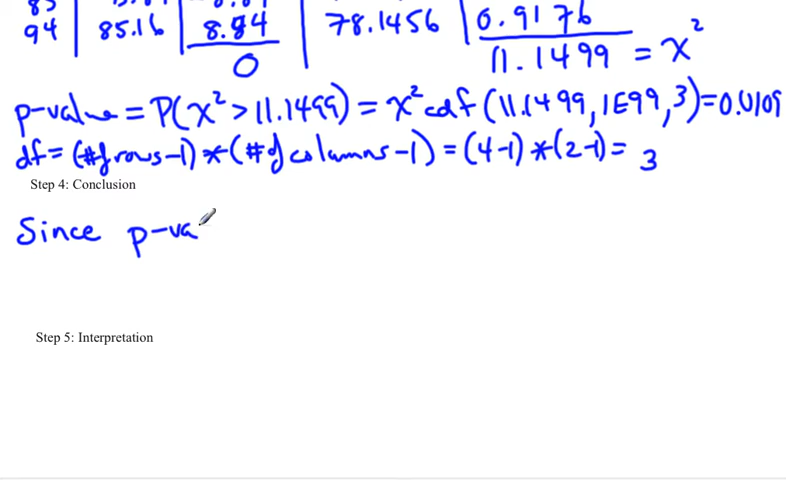 94 85.16 8.84 78.1456 0.9176
0 11.1499 = x²
p-value = P(x² > 11.1499) = x²cdf(11.1499, 1E99, 3) = 0.0109
df = (# of rows - 1) * (# of columns - 1) = (4-1) * (2-1) = 3
Step 4: Conclusion
Since p-va
Step 5: Interpretation